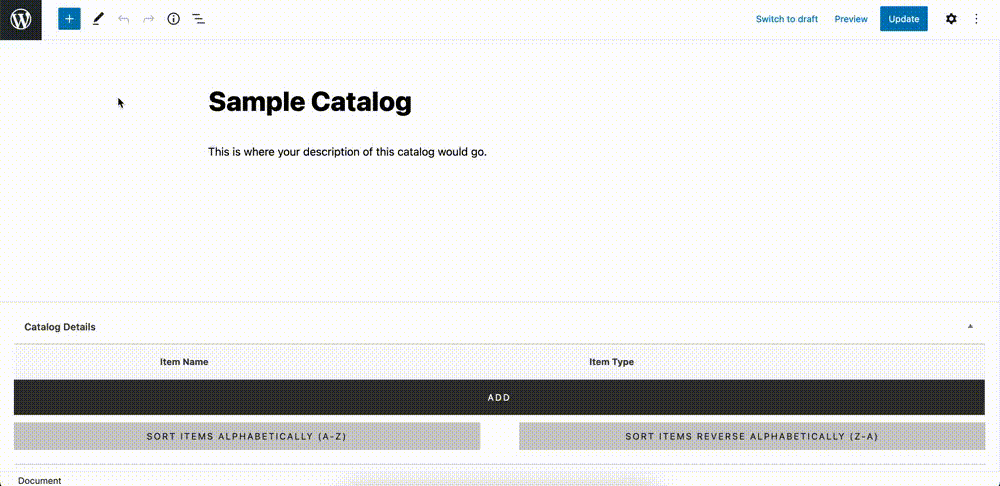 Switch to draft Preview Update
Sample Catalog
This is where your description of this catalog would go.
Catalog Details
Item Name Item Type
ADD
SORT ITEMS ALPHABETICALLY (A-Z) SORT ITEMS REVERSE ALPHABETICALLY (Z-A)
Document